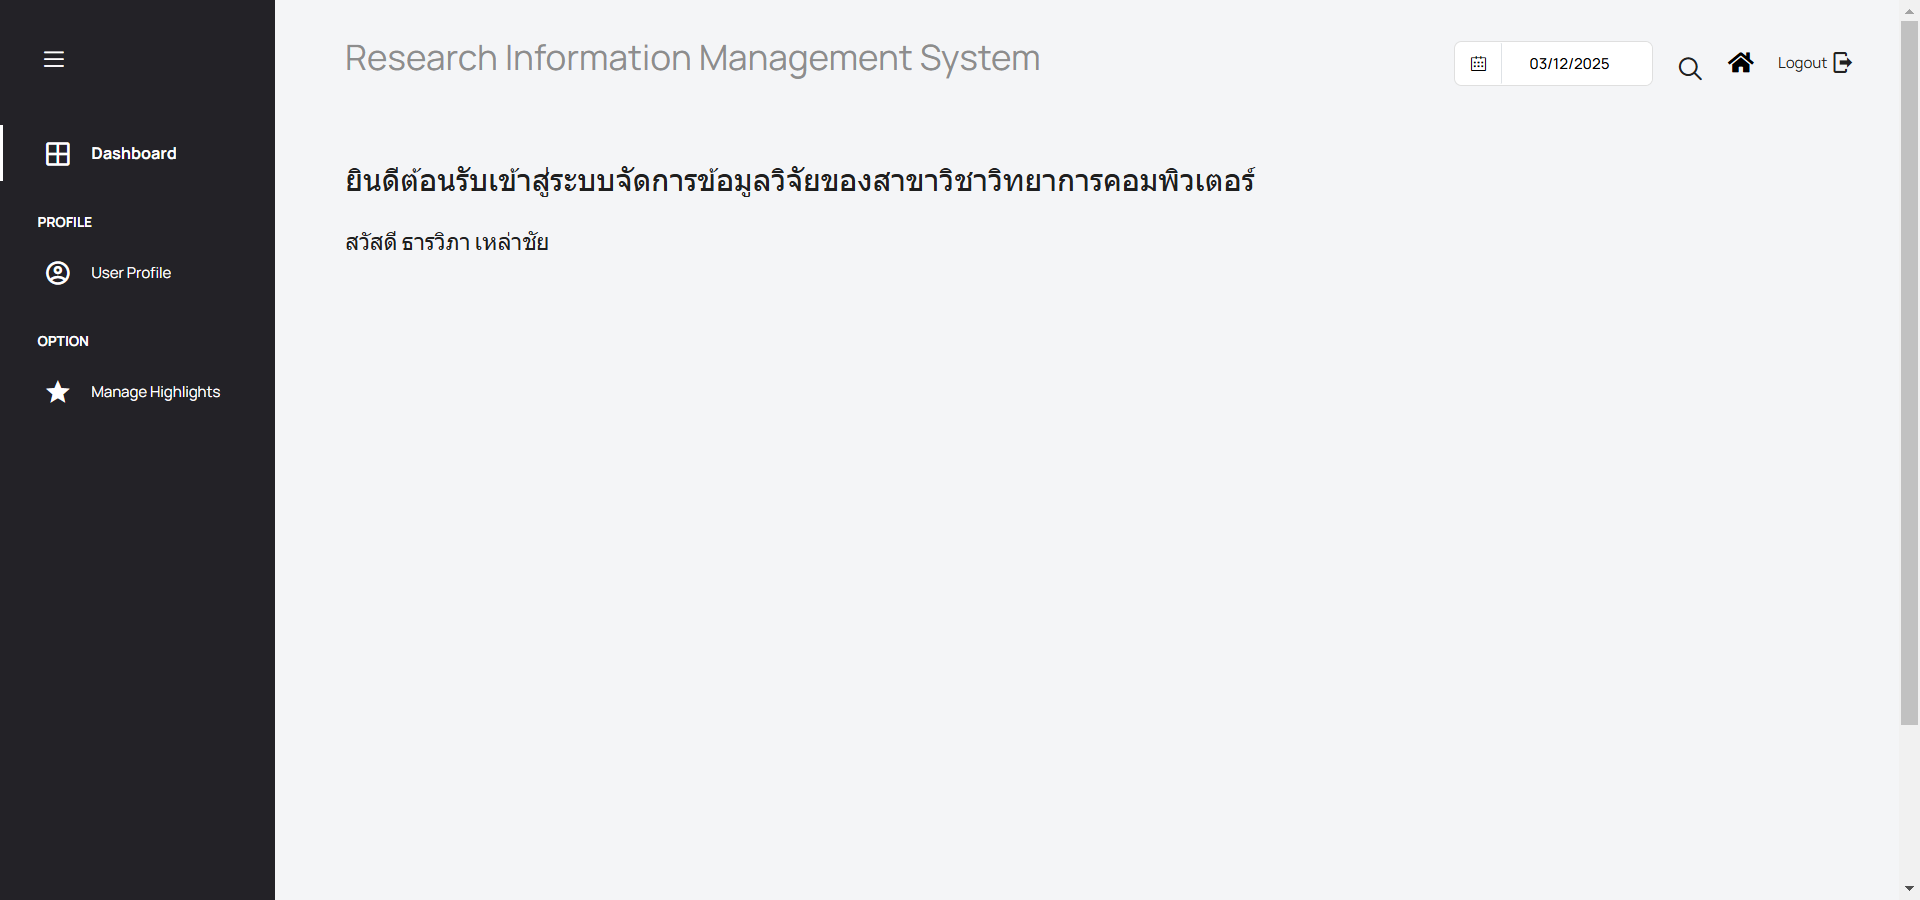 Research Information Management System
03/12/2025
Logout
Dashboard
PROFILE
User Profile
OPTION
Manage Highlights
ยินดีต้อนรับเข้าสู่ระบบจัดการข้อมูลวิจัยของสาขาวิชาวิทยาการคอมพิวเตอร์
สวัสดี ธารวิภา เหล่าชัย